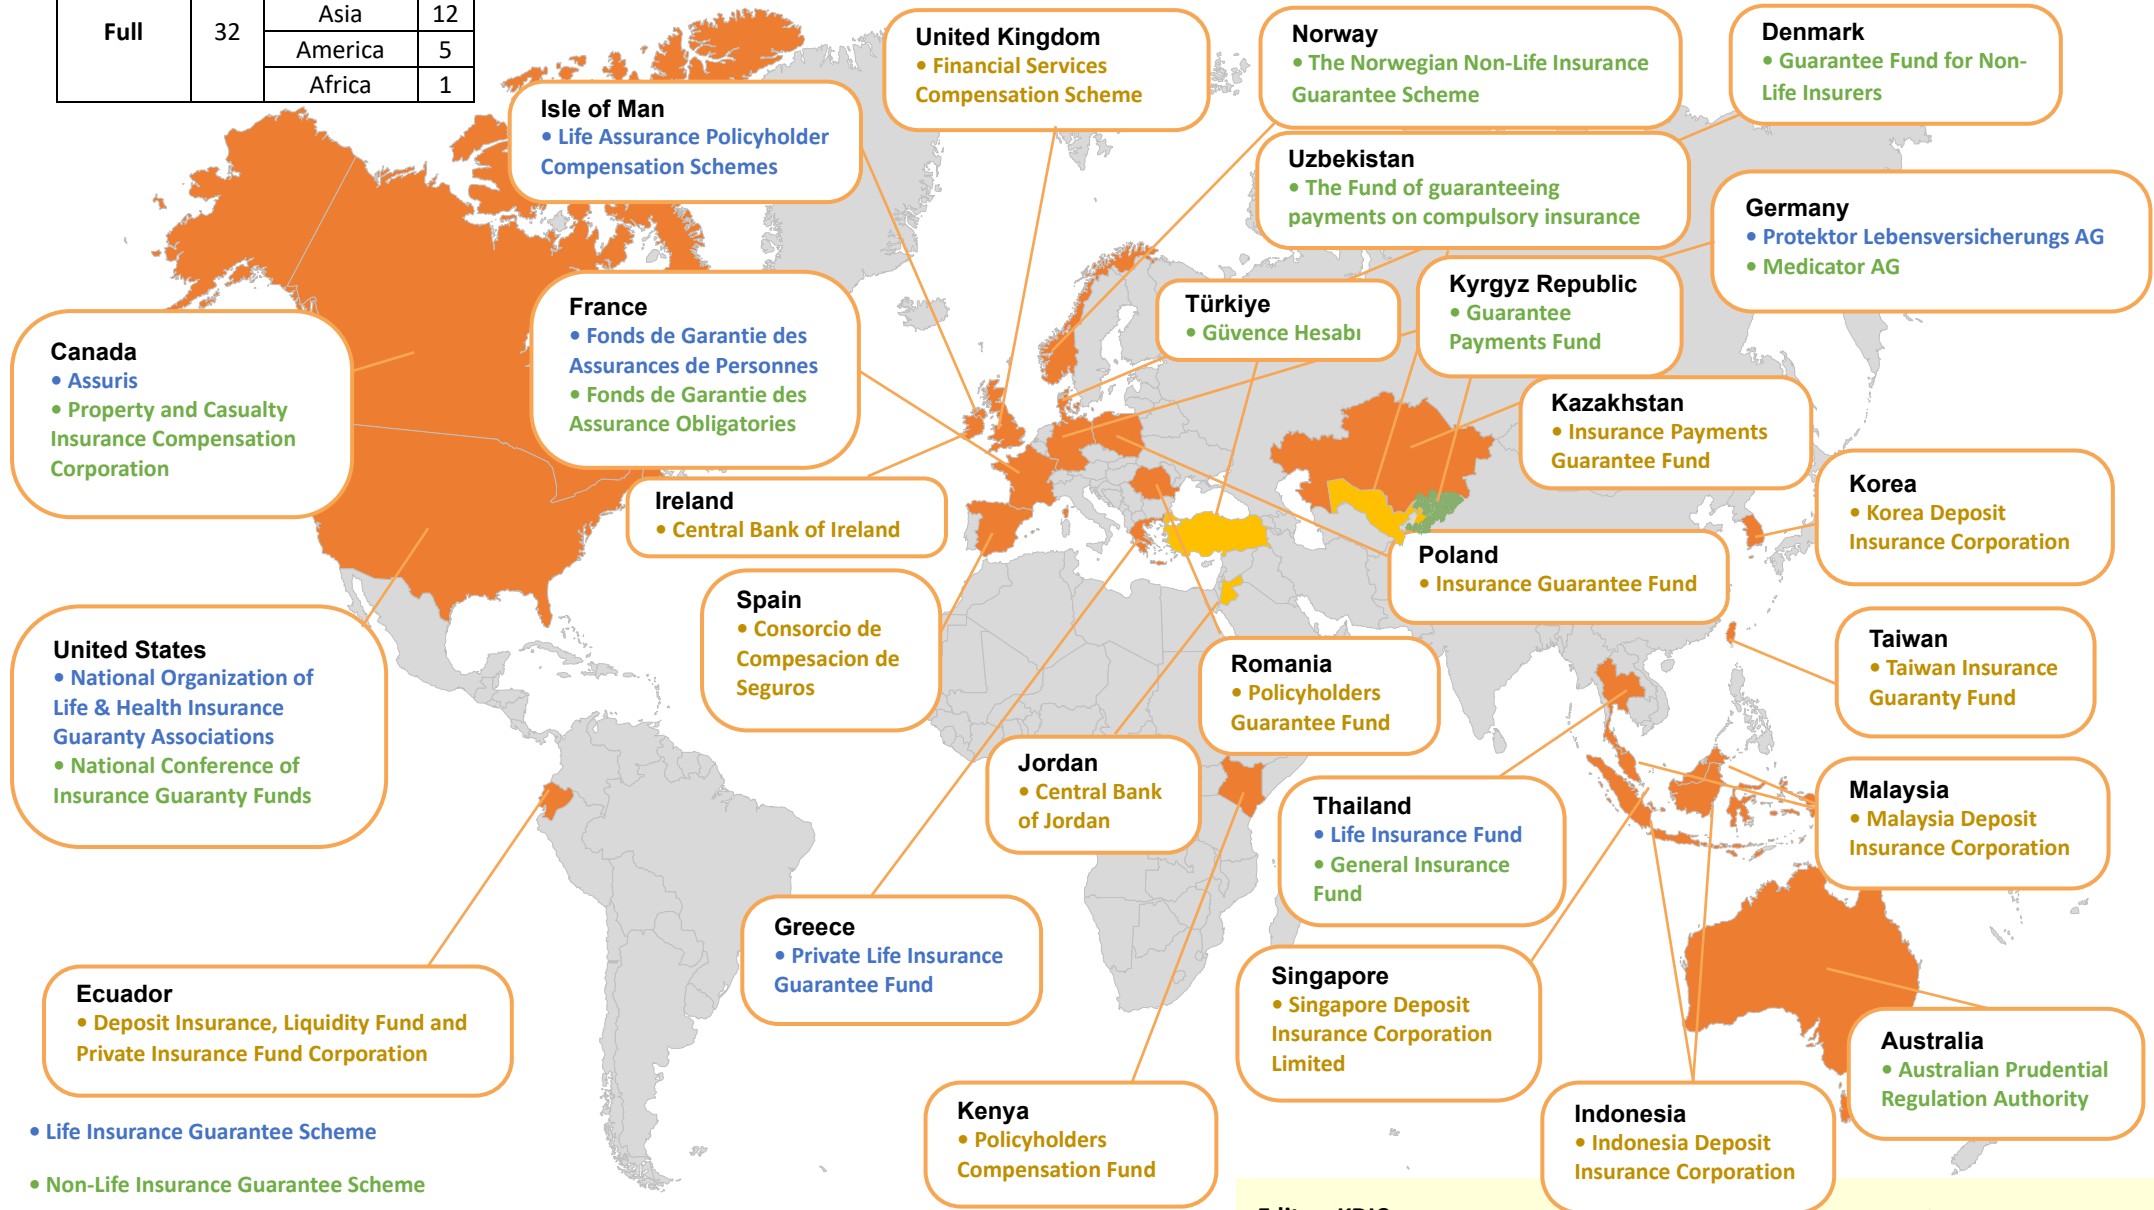 Full 32 Asia 12
America 5
Africa 1
United Kingdom
• Financial Services
Compensation Scheme
Norway
• The Norwegian Non-Life Insurance
Guarantee Scheme
Denmark
• Guarantee Fund for Non-
Life Insurers
Isle of Man
• Life Assurance Policyholder
Compensation Schemes
Uzbekistan
• The Fund of guaranteeing
payments on compulsory insurance
Germany
• Protektor Lebensversicherungs AG
• Medicator AG
France
• Fonds de Garantie des
Assurances de Personnes
• Fonds de Garantie des
Assurance Obligatories
Türkiye
• Güvence Hesabı
Kyrgyz Republic
• Guarantee
Payments Fund
Canada
• Assuris
• Property and Casualty
Insurance Compensation
Corporation
Kazakhstan
• Insurance Payments
Guarantee Fund
Ireland
• Central Bank of Ireland
Korea
• Korea Deposit
Insurance Corporation
Poland
• Insurance Guarantee Fund
Spain
• Consorcio de
Compesacion de
Seguros
United States
• National Organization of
Life & Health Insurance
Guaranty Associations
• National Conference of
Insurance Guaranty Funds
Romania
• Policyholders
Guarantee Fund
Taiwan
• Taiwan Insurance
Guaranty Fund
Jordan
• Central Bank
of Jordan
Thailand
• Life Insurance Fund
• General Insurance
Fund
Malaysia
• Malaysia Deposit
Insurance Corporation
Greece
• Private Life Insurance
Guarantee Fund
Singapore
• Singapore Deposit
Insurance Corporation
Limited
Ecuador
• Deposit Insurance, Liquidity Fund and
Private Insurance Fund Corporation
Australia
• Australian Prudential
Regulation Authority
Kenya
• Policyholders
Compensation Fund
Indonesia
• Indonesia Deposit
Insurance Corporation
• Life Insurance Guarantee Scheme
• Non-Life Insurance Guarantee Scheme